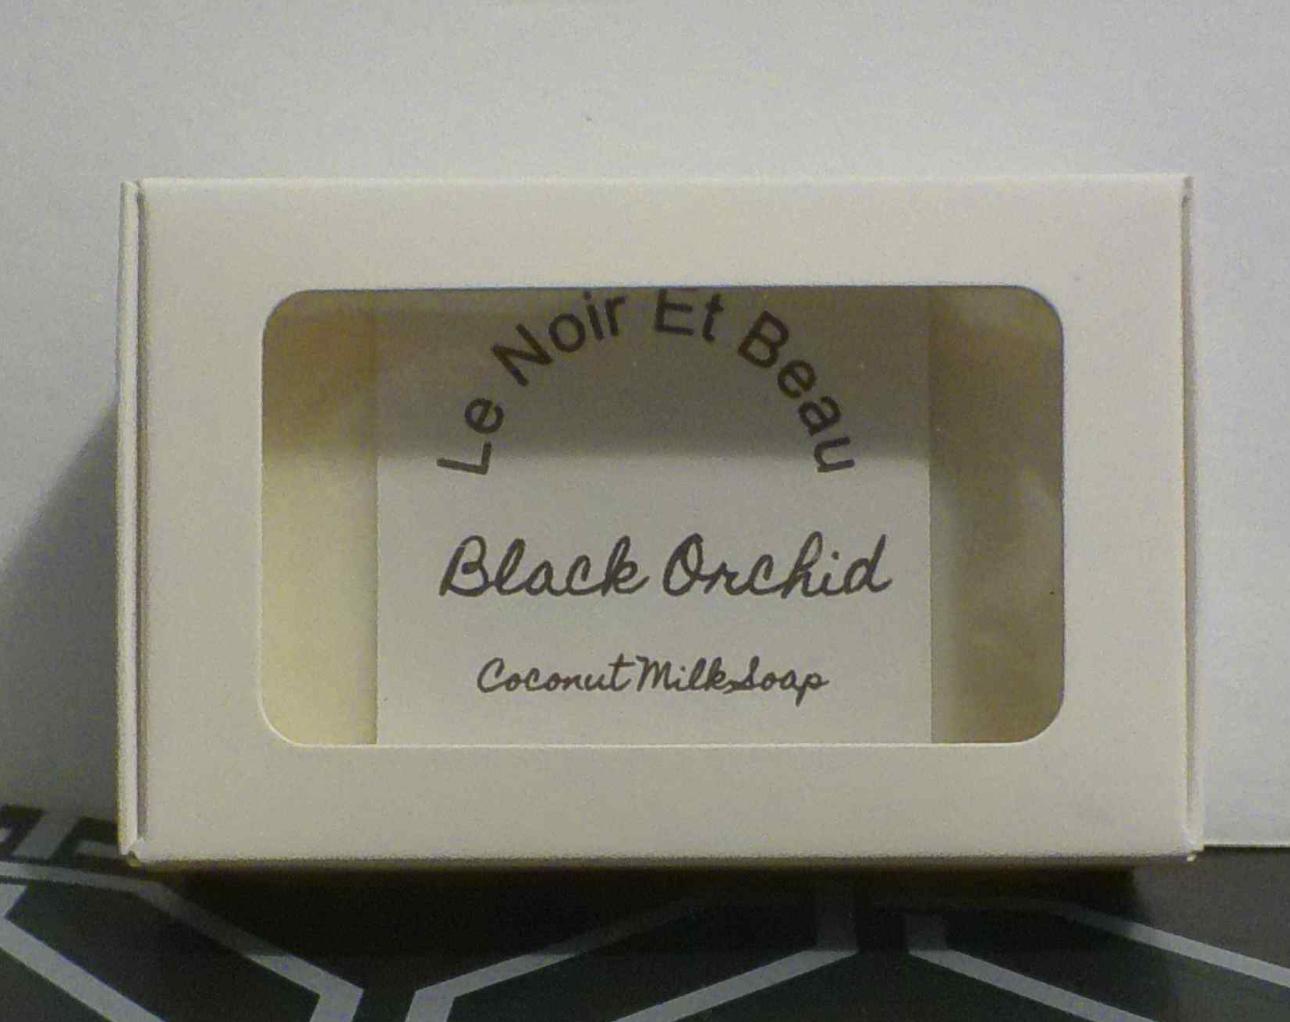 Le Noir Et Beau
Black Orchid
Coconut Milk Soap